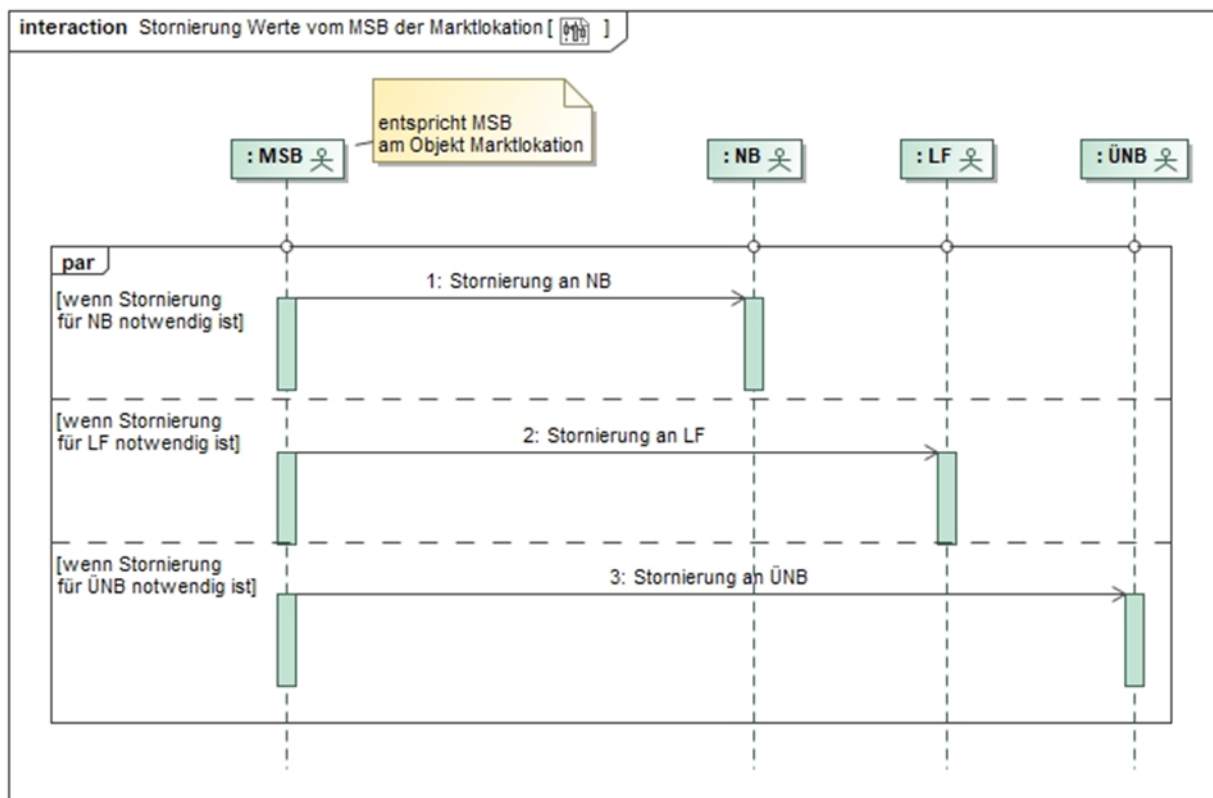 interaction Stornierung Werte vom MSB der Marktlokation [ ]
entspricht MSB
am Objekt Marktlokation
: MSB
: NB
: LF
: ÜNB
par
[wenn Stornierung
für NB notwendig ist]
1: Stornierung an NB
[wenn Stornierung
für LF notwendig ist]
2: Stornierung an LF
[wenn Stornierung
für ÜNB notwendig ist]
3: Stornierung an ÜNB